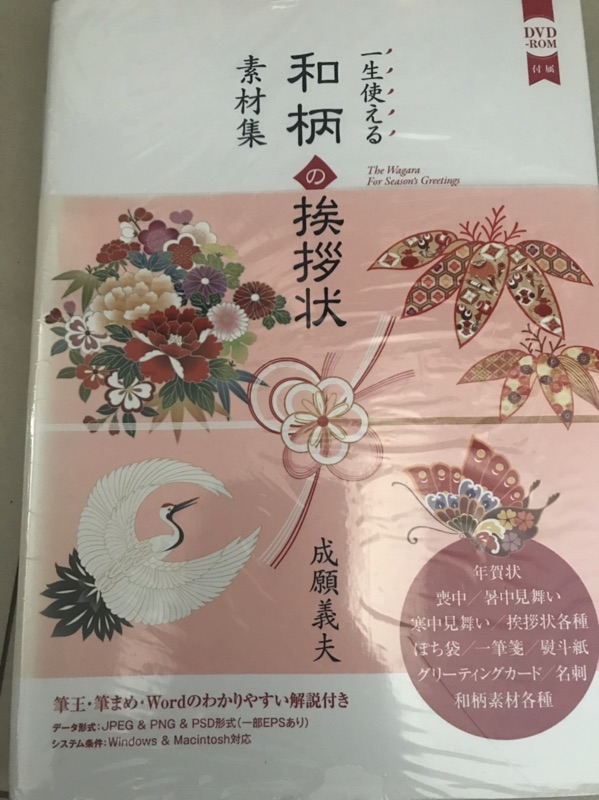 DVD
-ROM
付属
一生使える
和柄の挨拶状
素材集
The Wagara
For Season's Greetings
成願義夫
年賀状
喪中／暑中見舞い
寒中見舞い／挨拶状各種
ぽち袋／一筆箋／熨斗紙
グリーティングカード／名刺
和柄素材各種
筆王・筆まめ・Wordのわかりやすい解説付き
データ形式：JPEG & PNG & PSD形式（一部EPSあり）
システム条件：Windows & Macintosh対応